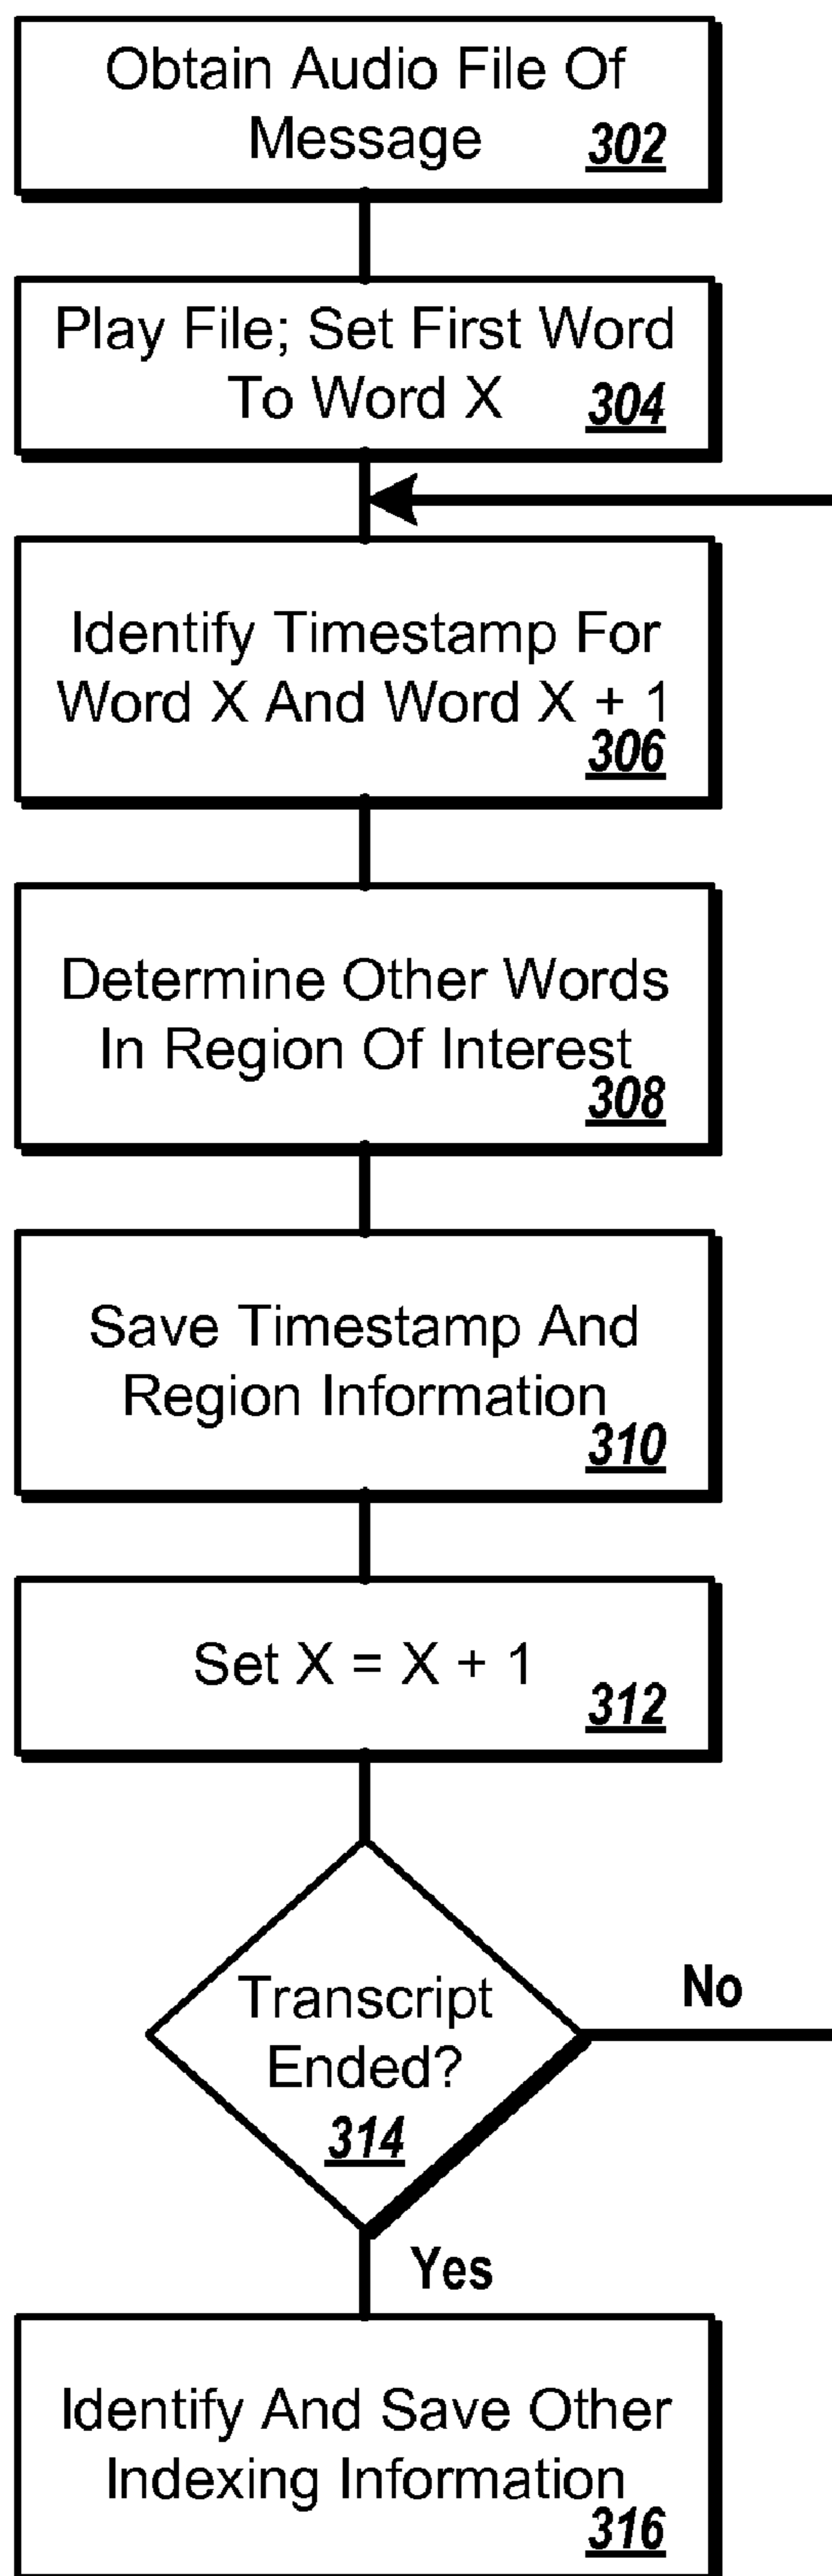 Obtain Audio File Of
Message 302
Play File; Set First Word
To Word X 304
Identify Timestamp For
Word X And Word X + 1
306
Determine Other Words
In Region Of Interest
308
Save Timestamp And
Region Information
310
Set X = X + 1
312
Transcript
Ended?
314
No
Yes
Identify And Save Other
Indexing Information
316